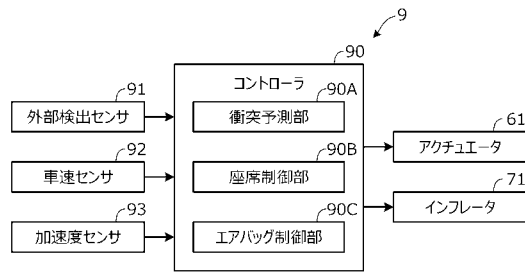 9
90
コントローラ
91
外部検出センサ
90A
衝突予測部
61
アクチュエータ
92
車速センサ
90B
座席制御部
71
インフレータ
93
加速度センサ
90C
エアバッグ制御部